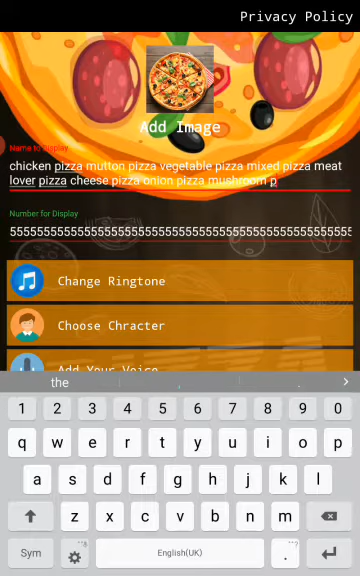 Privacy Policy
Add Image
Name to Display
chicken pizza mutton pizza vegetable pizza mixed pizza meat
lover pizza cheese pizza onion pizza mushroom p
Number for Display
Change Ringtone
Choose Chracter
Add Your Voice
the , .
1 2 3 4 5 6 7 8 9 0
q w e r t y u i o p
a s d f g h j k l
z x c v b n m
Sym English(UK) .